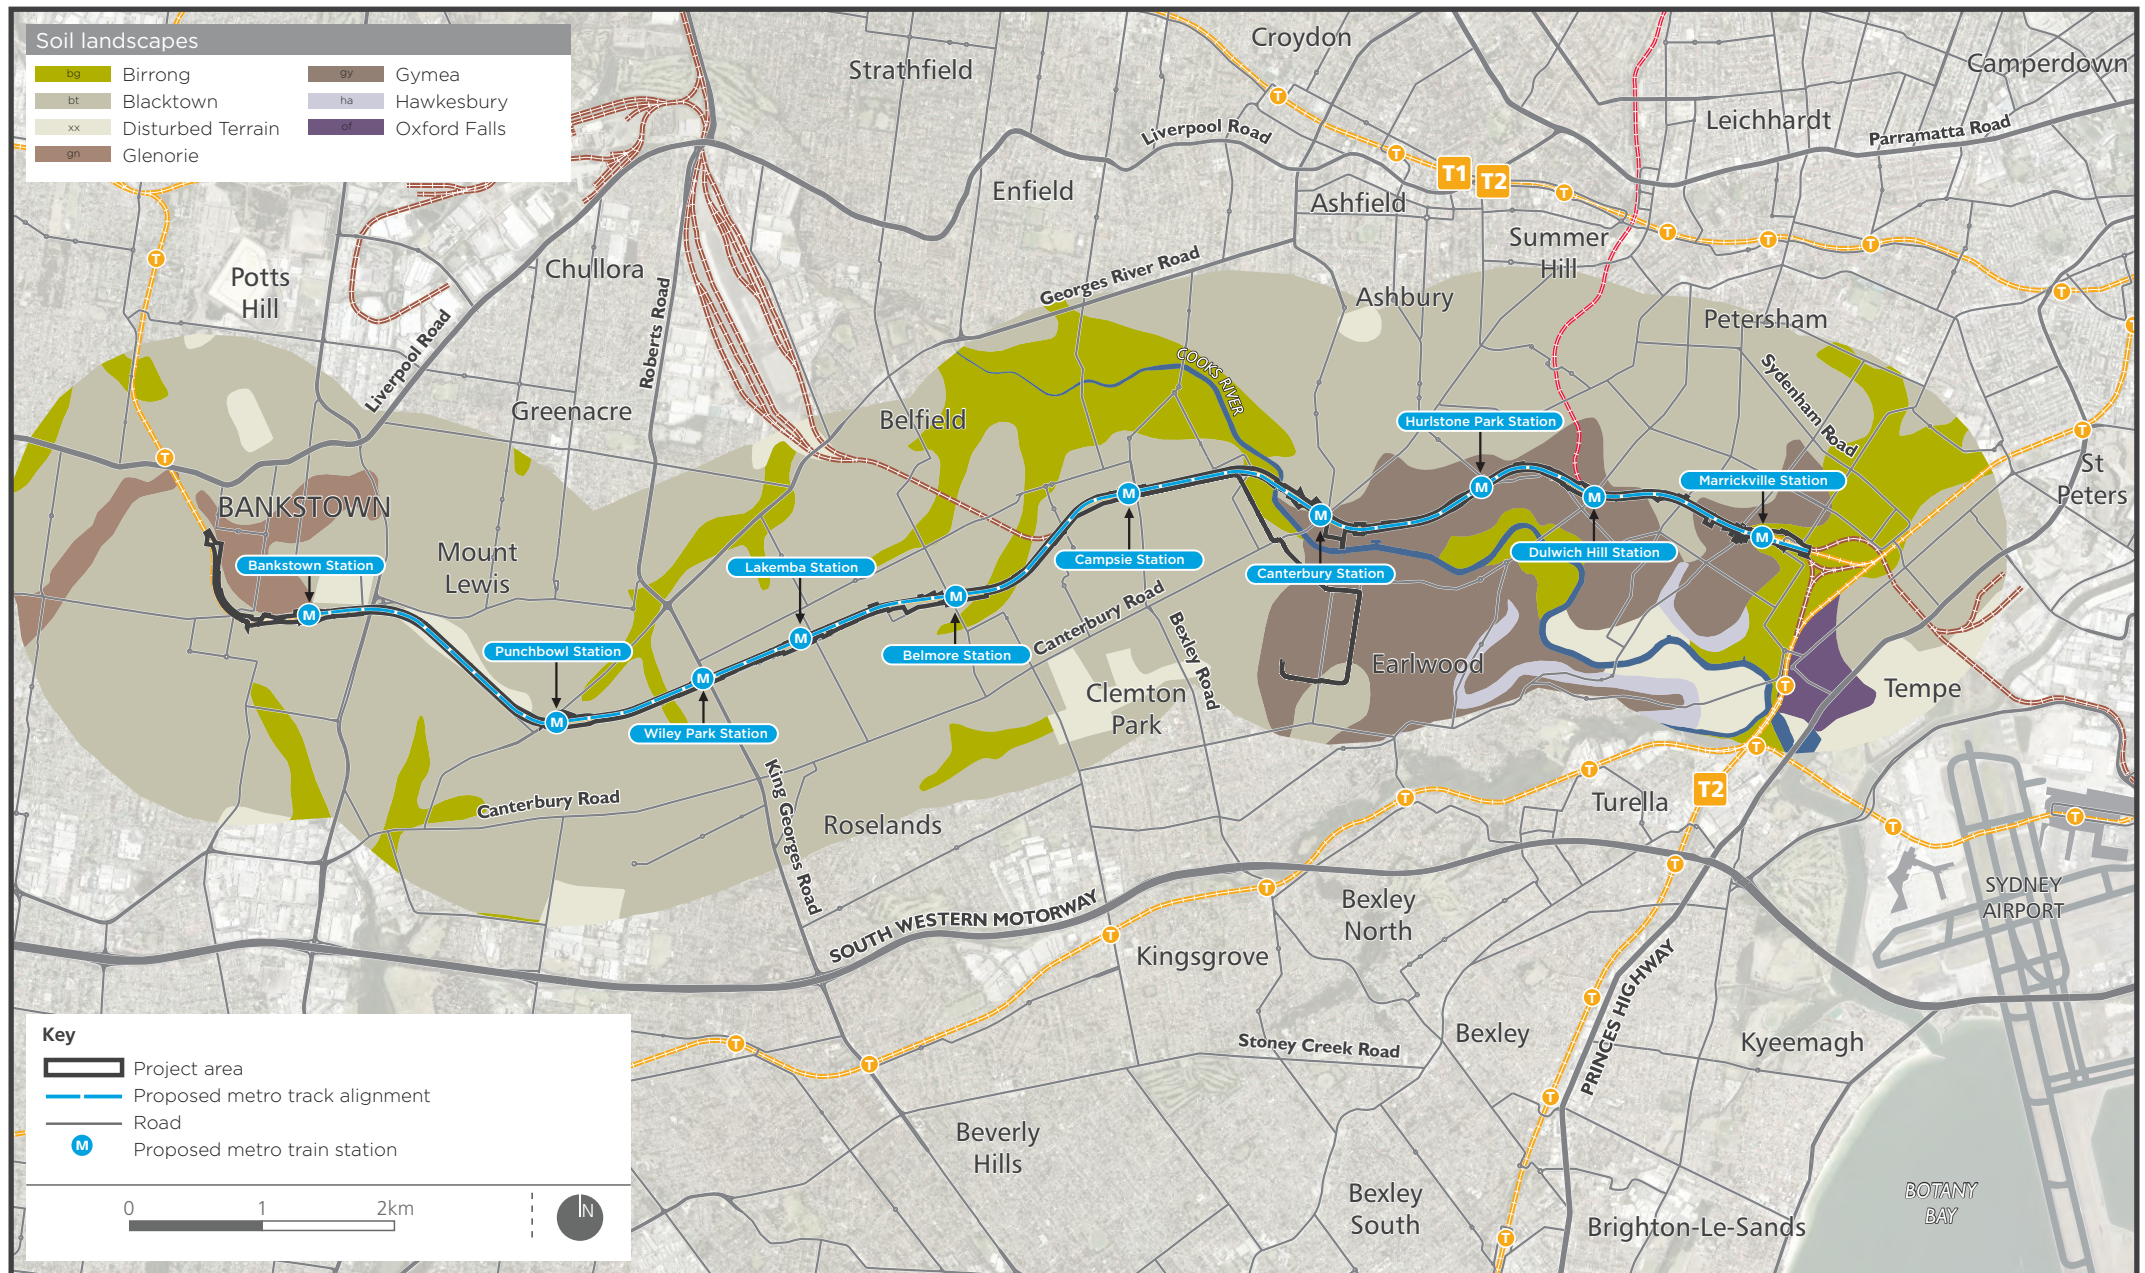 Soil landscapes
bg Birrong
bt Blacktown
xx Disturbed Terrain
gn Glenorie
gy Gymea
ha Hawkesbury
of Oxford Falls
Croydon
Camperdown
Strathfield
Leichhardt
Parramatta Road
Liverpool Road
T
T
T1
T2
T
Enfield
Ashfield
Summer
Hill
T
T
T
T
T
T
Potts
Hill
Chullora
Georges River Road
Ashbury
Petersham
Roberts Road
Liverpool Road
COOKS RIVER
Sydenham Road
Greenacre
Belfield
Hurlstone Park Station
T
T
St
Peters
BANKSTOWN
Marrickville Station
M
M
M
M
M
M
Mount
Lewis
Bankstown Station
Lakemba Station
Campsie Station
Canterbury Station
Dulwich Hill Station
M
M
M
Punchbowl Station
Belmore Station
Canterbury Road
Bexley Road
Earlwood
M
M
Wiley Park Station
Clemton
Park
Tempe
T
T
Canterbury Road
King Georges Road
Roselands
Turella
T2
T
T
T
T
T
T
SYDNEY
AIRPORT
SOUTH WESTERN MOTORWAY
T
Kingsgrove
Bexley
North
PRINCES HIGHWAY
T
Stoney Creek Road
Bexley
Kyeemagh
T
T
T
Beverly
Hills
Bexley
South
T
Brighton-Le-Sands
BOTANY
BAY
Key
Project area
Proposed metro track alignment
Road
M Proposed metro train station
0 1 2km
N